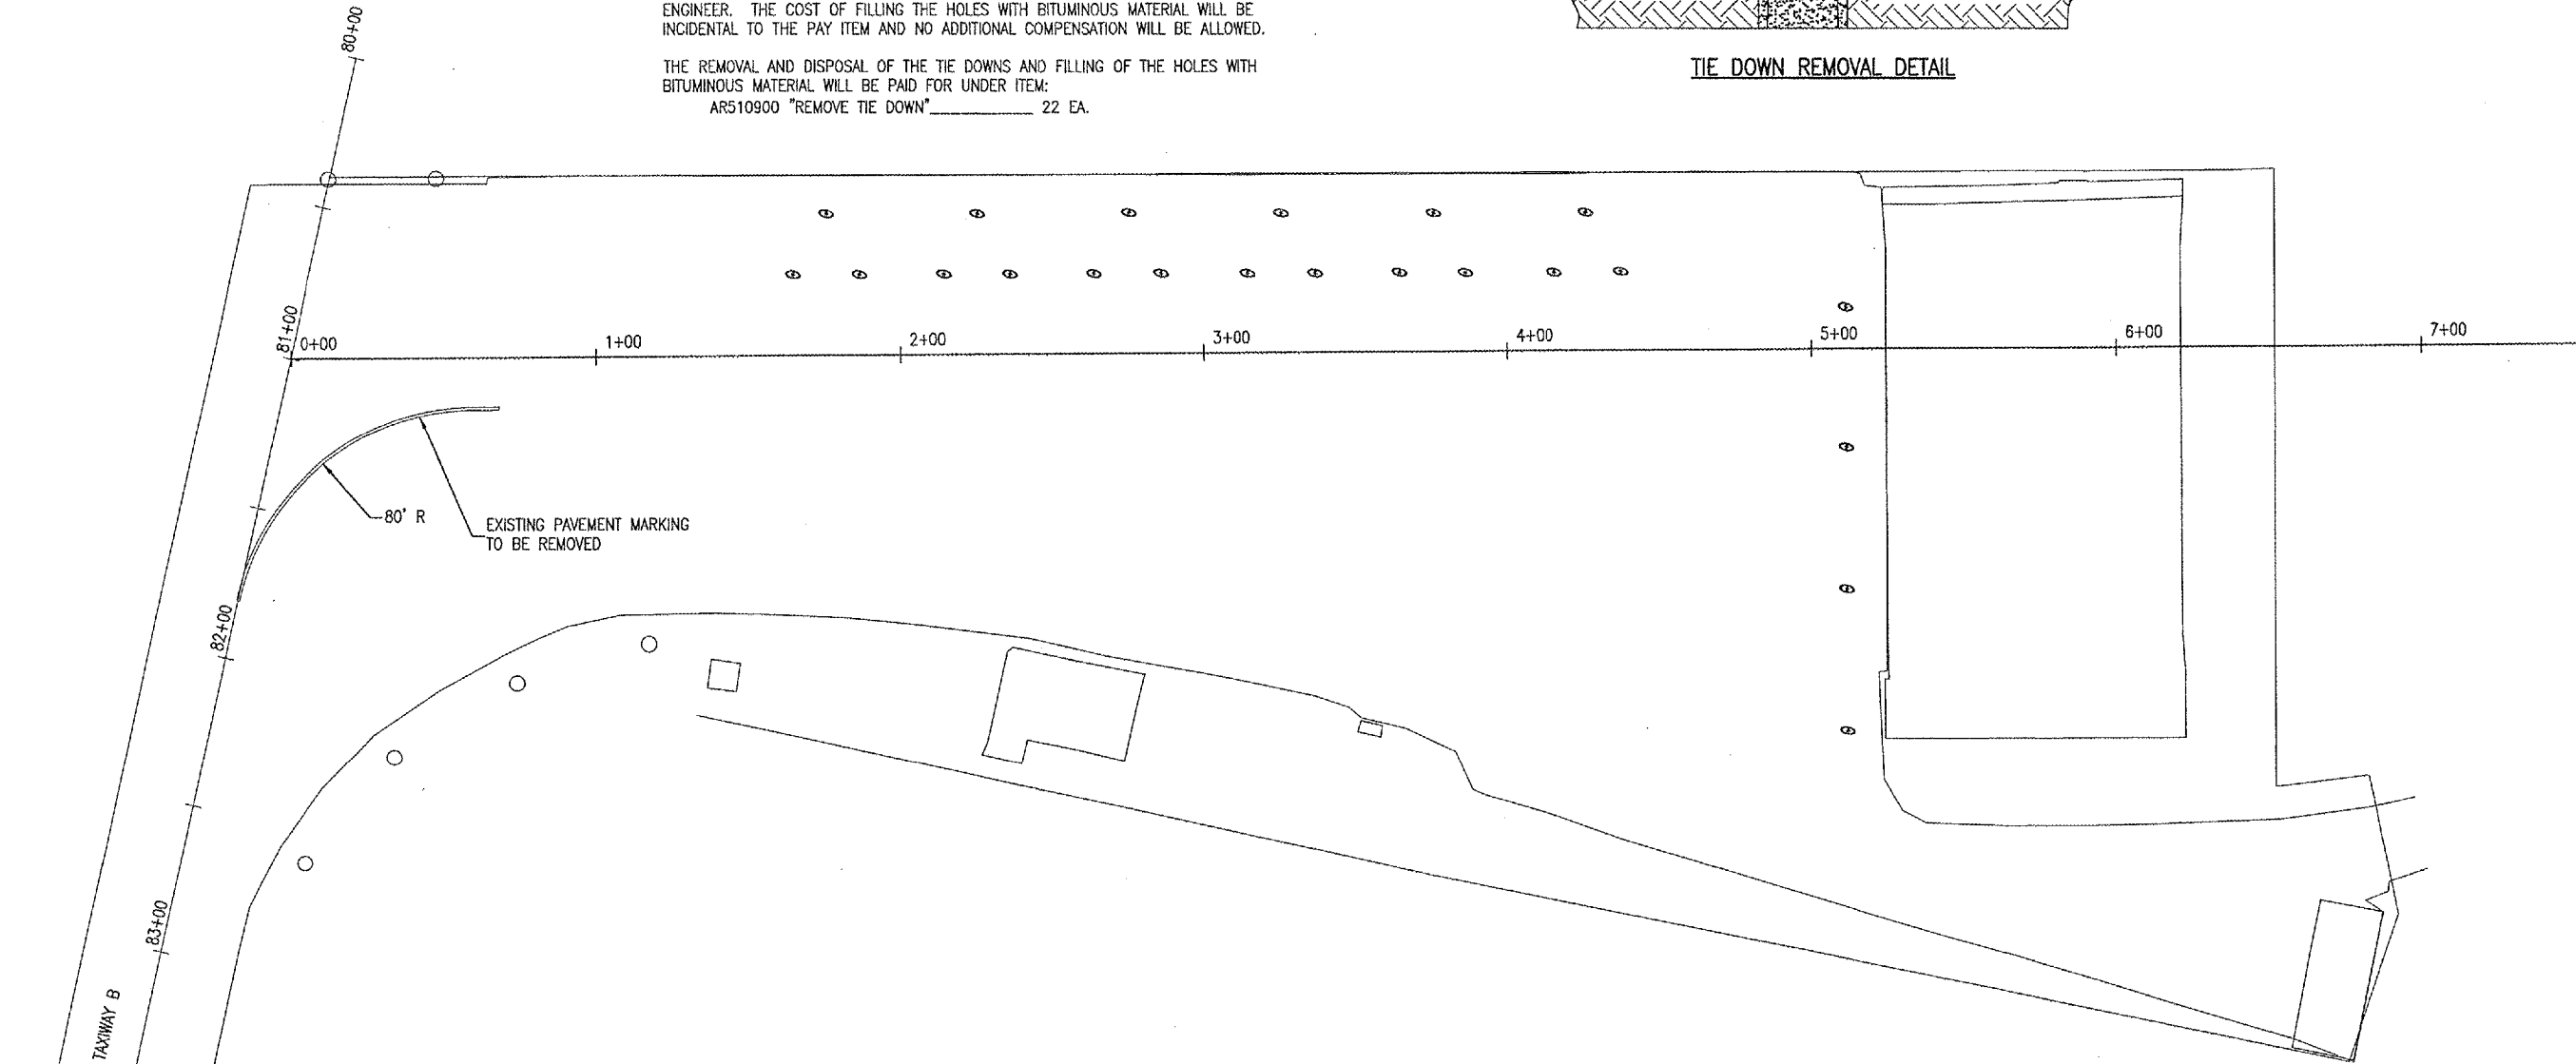 ENGINEER. THE COST OF FILLING THE HOLES WITH BITUMINOUS MATERIAL WILL BE
INCIDENTAL TO THE PAY ITEM AND NO ADDITIONAL COMPENSATION WILL BE ALLOWED.
THE REMOVAL AND DISPOSAL OF THE TIE DOWNS AND FILLING OF THE HOLES WITH
BITUMINOUS MATERIAL WILL BE PAID FOR UNDER ITEM:
AR510900 "REMOVE TIE DOWN"__________ 22 EA.
TIE DOWN REMOVAL DETAIL
80+00
81+00
0+00
1+00
2+00
3+00
4+00
5+00
6+00
7+00
80' R
EXISTING PAVEMENT MARKING
TO BE REMOVED
82+00
83+00
TAXIWAY B